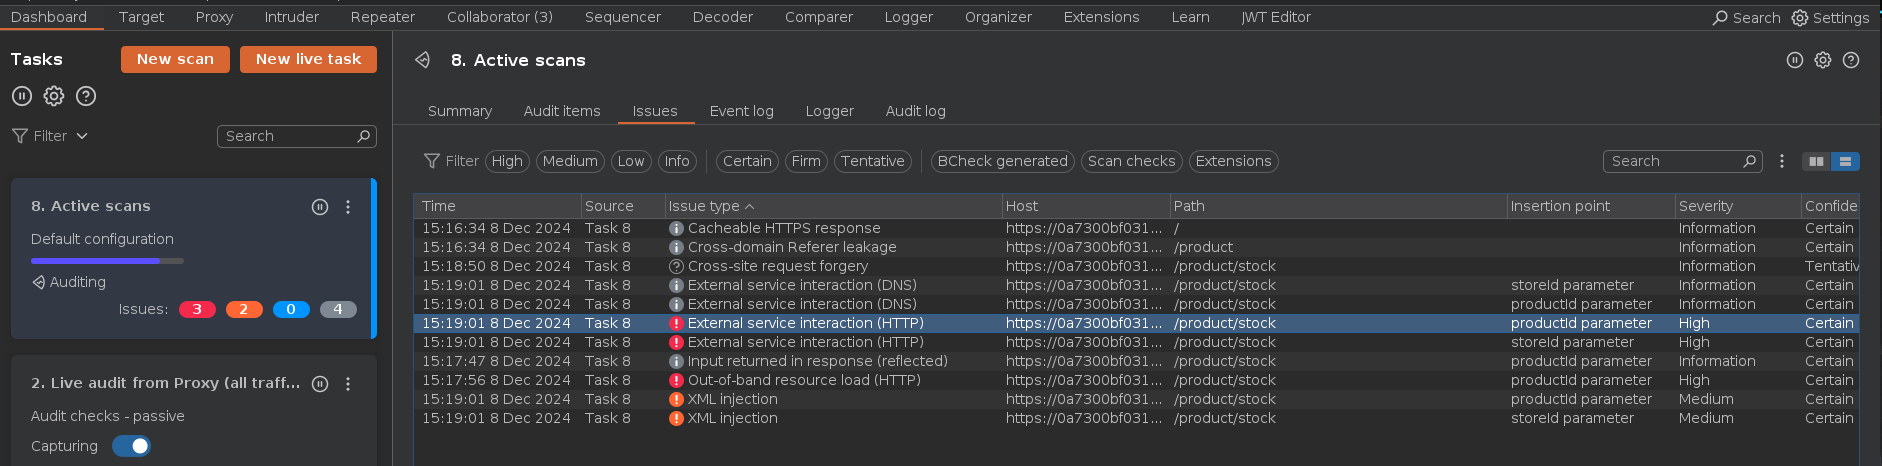 Dashboard Target Proxy Intruder Repeater Collaborator (3) Sequencer Decoder Comparer Logger Organizer Extensions Learn JWT Editor Search Settings
Tasks New scan New live task
Filter Search
8. Active scans
Default configuration
Auditing
Issues: 3 2 0 4
2. Live audit from Proxy (all traff...
Audit checks - passive
Capturing
8. Active scans
Summary Audit items Issues Event log Logger Audit log
Filter High Medium Low Info Certain Firm Tentative BCheck generated Scan checks Extensions Search
Time Source Issue type Host Path Insertion point Severity Confide
15:16:34 8 Dec 2024 Task 8 Cacheable HTTPS response https://0a7300bf031... / Information Certain
15:16:34 8 Dec 2024 Task 8 Cross-domain Referer leakage https://0a7300bf031... /product Information Certain
15:18:50 8 Dec 2024 Task 8 Cross-site request forgery https://0a7300bf031... /product/stock Information Tentativ
15:19:01 8 Dec 2024 Task 8 External service interaction (DNS) https://0a7300bf031... /product/stock storeId parameter Information Certain
15:19:01 8 Dec 2024 Task 8 External service interaction (DNS) https://0a7300bf031... /product/stock productId parameter Information Certain
15:19:01 8 Dec 2024 Task 8 External service interaction (HTTP) https://0a7300bf031... /product/stock productId parameter High Certain
15:19:01 8 Dec 2024 Task 8 External service interaction (HTTP) https://0a7300bf031... /product/stock storeId parameter High Certain
15:17:47 8 Dec 2024 Task 8 Input returned in response (reflected) https://0a7300bf031... /product/stock productId parameter Information Certain
15:17:56 8 Dec 2024 Task 8 Out-of-band resource load (HTTP) https://0a7300bf031... /product/stock productId parameter High Certain
15:19:01 8 Dec 2024 Task 8 XML injection https://0a7300bf031... /product/stock productId parameter Medium Certain
15:19:01 8 Dec 2024 Task 8 XML injection https://0a7300bf031... /product/stock storeId parameter Medium Certain